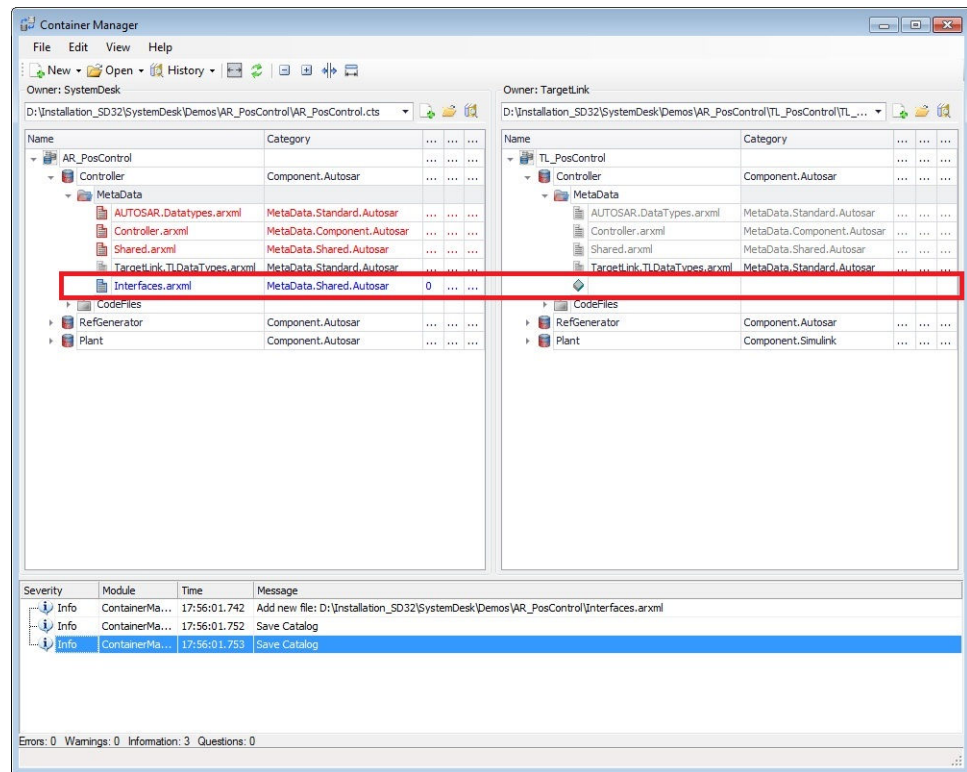 Container Manager
File Edit View Help
New Open History
Owner: SystemDesk
D:\Installation_SD32\SystemDesk\Demos\AR_PosControl\AR_PosControl.cts
Name Category ... ... ...
AR_PosControl ... ... ...
Controller Component.Autosar ... ... ...
MetaData
AUTOSAR.Datatypes.arxml MetaData.Standard.Autosar ... ... ...
Controller.arxml MetaData.Component.Autosar ... ... ...
Shared.arxml MetaData.Shared.Autosar ... ... ...
TargetLink.TLDataTypes.arxml MetaData.Standard.Autosar ... ... ...
Interfaces.arxml MetaData.Shared.Autosar 0 ... ...
CodeFiles
RefGenerator Component.Autosar ... ... ...
Plant Component.Autosar ... ... ...
Owner: TargetLink
D:\Installation_SD32\SystemDesk\Demos\AR_PosControl\TL_PosControl\TL_...
Name Category ... ... ...
TL_PosControl ... ... ...
Controller Component.Autosar ... ... ...
MetaData
AUTOSAR.DataTypes.arxml MetaData.Standard.Autosar ... ... ...
Controller.arxml MetaData.Component.Autosar ... ... ...
Shared.arxml MetaData.Shared.Autosar ... ... ...
TargetLink.TLDataTypes.arxml MetaData.Standard.Autosar ... ... ...
CodeFiles
RefGenerator Component.Autosar ... ... ...
Plant Component.Simulink ... ... ...
Severity Module Time Message
Info ContainerMa... 17:56:01.742 Add new file: D:\Installation_SD32\SystemDesk\Demos\AR_PosControl\Interfaces.arxml
Info ContainerMa... 17:56:01.752 Save Catalog
Info ContainerMa... 17:56:01.753 Save Catalog
Errors: 0 Warnings: 0 Information: 3 Questions: 0